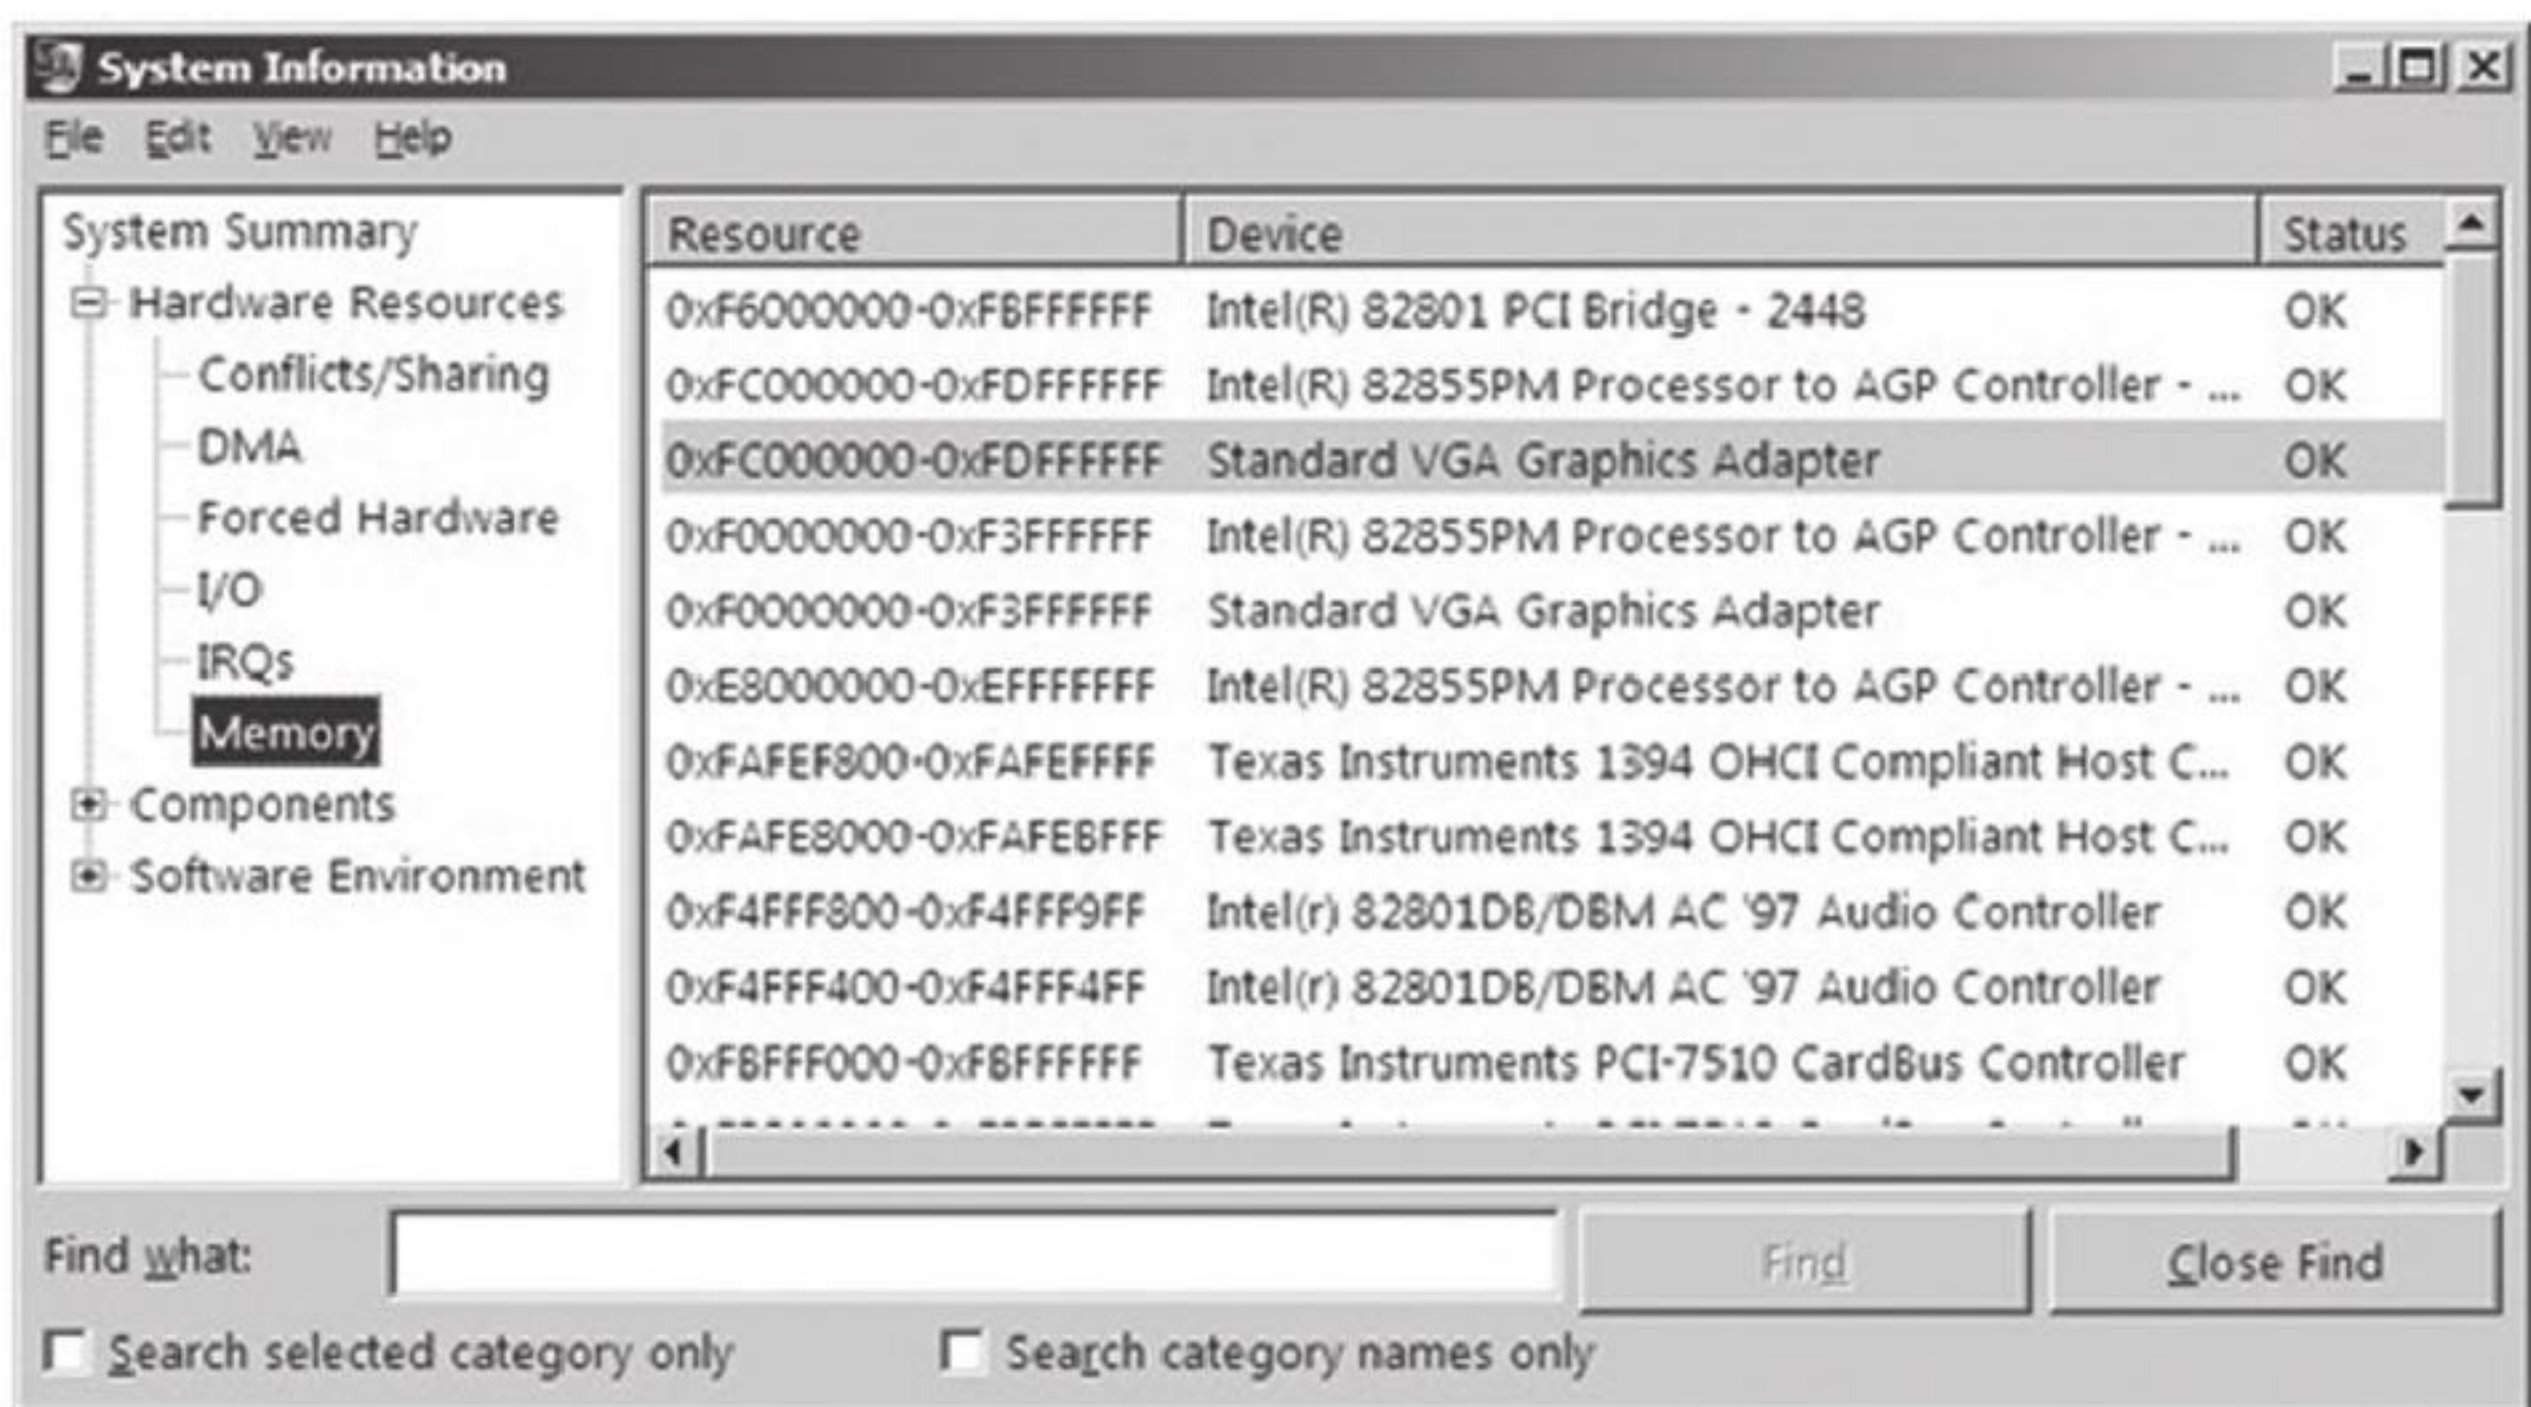 System Information
File Edit View Help
System Summary
Hardware Resources
Conflicts/Sharing
DMA
Forced Hardware
I/O
IRQs
Memory
Components
Software Environment
Resource Device Status
0xF6000000-0xFBFFFFFF Intel(R) 82801 PCI Bridge - 2448 OK
0xFC000000-0xFDFFFFFF Intel(R) 82855PM Processor to AGP Controller - ... OK
0xFC000000-0xFDFFFFFF Standard VGA Graphics Adapter OK
0xF0000000-0xF3FFFFFF Intel(R) 82855PM Processor to AGP Controller - ... OK
0xF0000000-0xF3FFFFFF Standard VGA Graphics Adapter OK
0xE8000000-0xEFFFFFFF Intel(R) 82855PM Processor to AGP Controller - ... OK
0xFAFEF800-0xFAFEFFFF Texas Instruments 1394 OHCI Compliant Host C... OK
0xFAFE8000-0xFAFEBFFF Texas Instruments 1394 OHCI Compliant Host C... OK
0xF4FFF800-0xF4FFF9FF Intel(r) 82801DB/DBM AC '97 Audio Controller OK
0xF4FFF400-0xF4FFF4FF Intel(r) 82801DB/DBM AC '97 Audio Controller OK
0xFBFFF000-0xFBFFFFFF Texas Instruments PCI-7510 CardBus Controller OK
Find what: Find Close Find
Search selected category only Search category names only